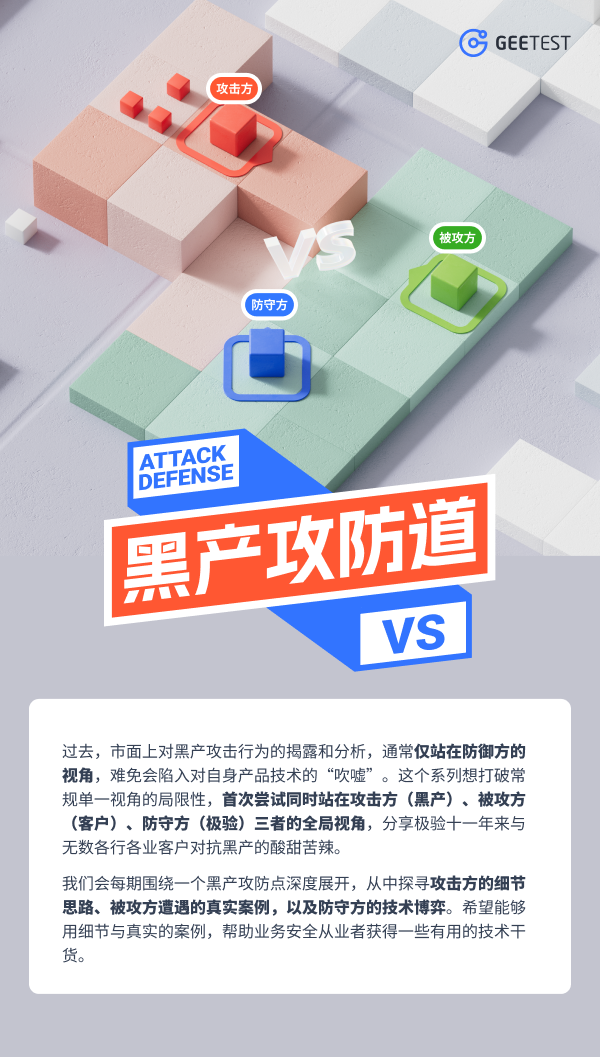 GEETEST
攻击方
VS
被攻方
防守方
ATTACK
DEFENSE
黑产攻防道
VS
过去，市面上对黑产攻击行为的揭露和分析，通常仅站在防御方的
视角，难免会陷入对自身产品技术的“吹嘘”。这个系列想打破常
规单一视角的局限性，首次尝试同时站在攻击方（黑产）、被攻方
（客户）、防守方（极验）三者的全局视角，分享极验十一年来与
无数各行各业客户对抗黑产的酸甜苦辣。
我们会每期围绕一个黑产攻防点深度展开，从中探寻攻击方的细节
思路、被攻方遭遇的真实案例，以及防守方的技术博弈。希望能够
用细节与真实的案例，帮助业务安全从业者获得一些有用的技术干
货。